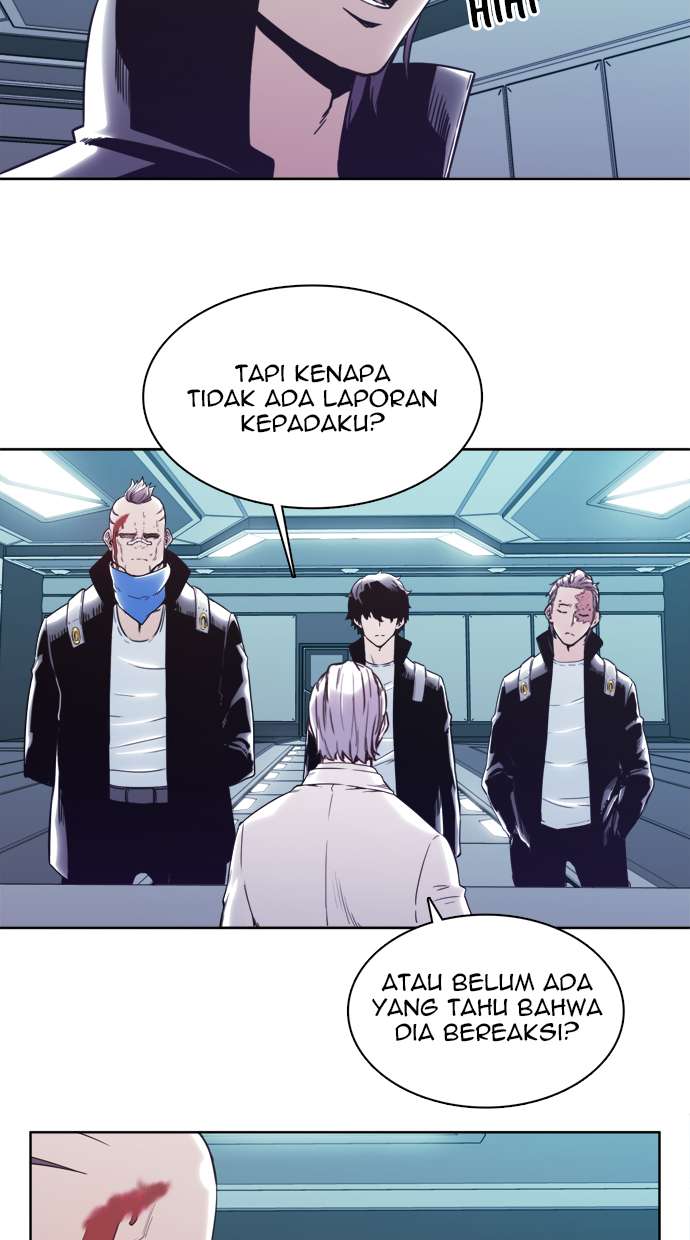 TAPI KENAPA
TIDAK ADA LAPORAN
KEPADAKU?
ATAU BELUM ADA
YANG TAHU BAHWA
DIA BEREAKSI?